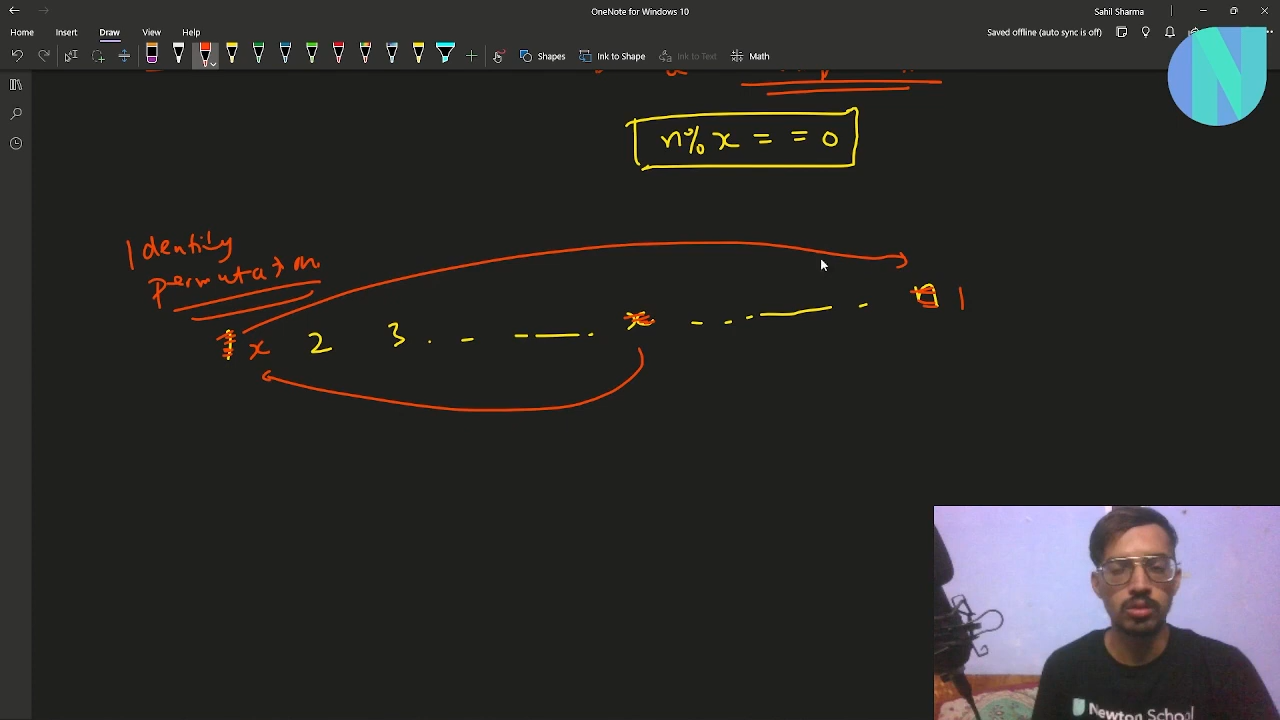 OneNote for Windows 10
Sahil Sharma
Home Insert Draw View Help
Saved offline (auto sync is off)
Shapes Ink to Shape Ink to Text Math
n%x==0
Identity
permutation
1 x 2 3 . - — . x - - . . — . n 1
Newton School